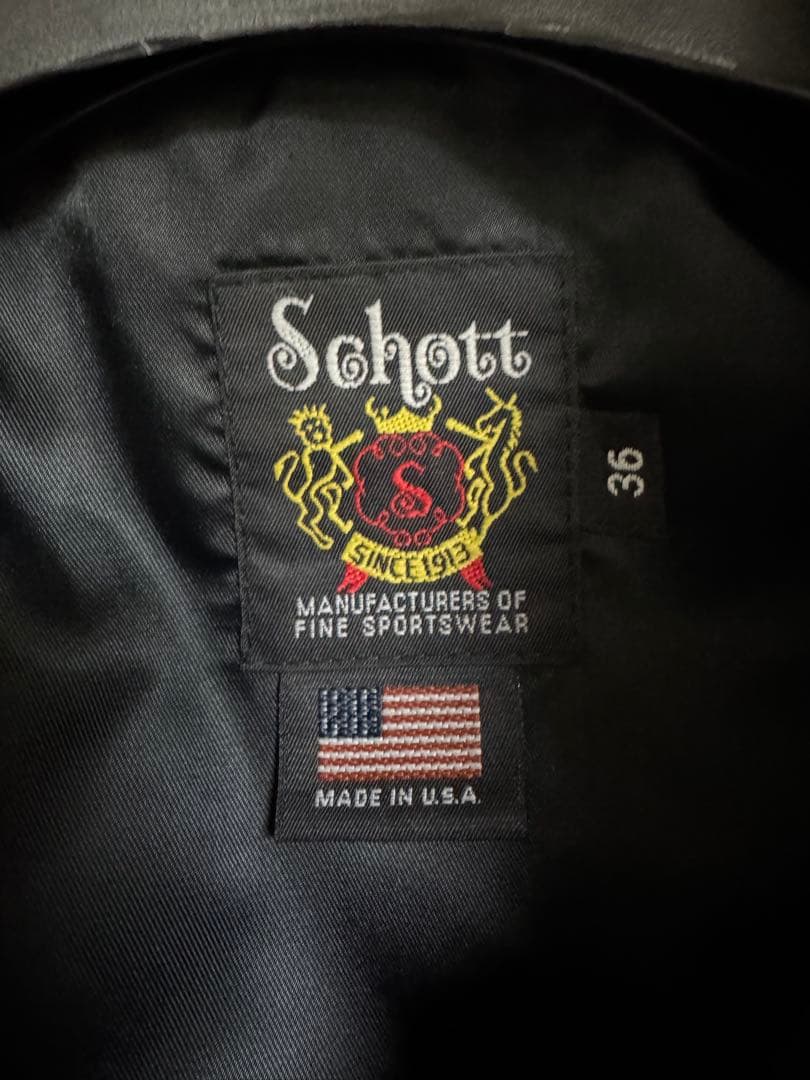 Schott
S
SINCE 1913
MANUFACTURERS OF
FINE SPORTSWEAR
36
MADE IN U.S.A.